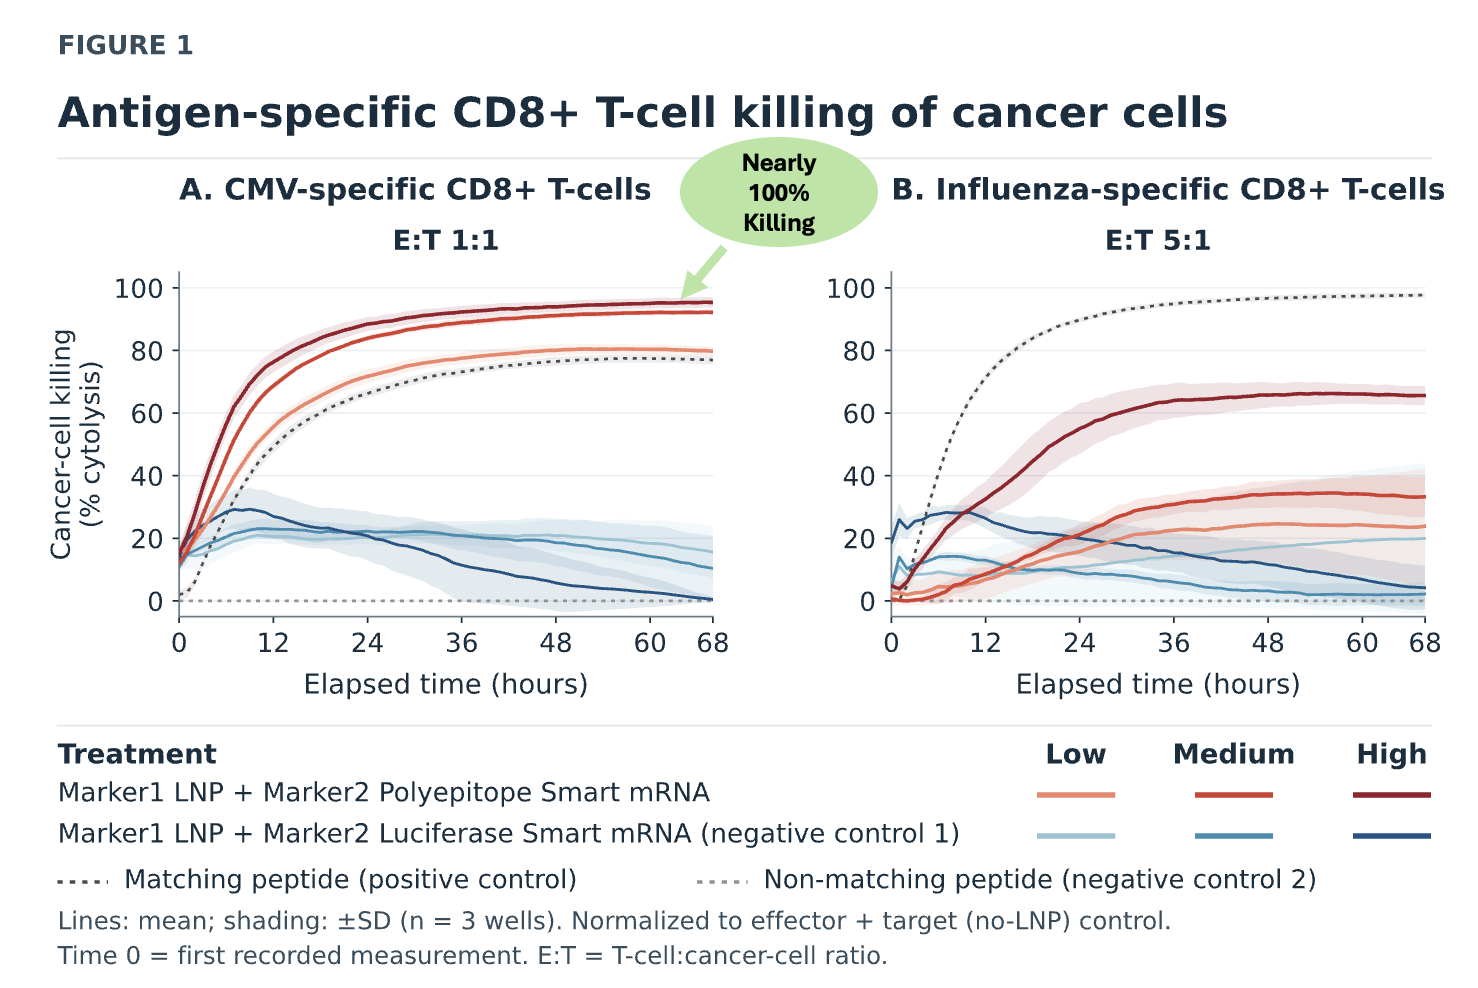 FIGURE 1
Antigen-specific CD8+ T-cell killing of cancer cells
Nearly
100%
Killing
A. CMV-specific CD8+ T-cells
E:T 1:1
Cancer-cell killing
(% cytolysis)
100
80
60
40
20
0
0 12 24 36 48 60 68
Elapsed time (hours)
B. Influenza-specific CD8+ T-cells
E:T 5:1
100
80
60
40
20
0
0 12 24 36 48 60 68
Elapsed time (hours)
Treatment Low Medium High
Marker1 LNP + Marker2 Polyepitope Smart mRNA
Marker1 LNP + Marker2 Luciferase Smart mRNA (negative control 1)
Matching peptide (positive control) Non-matching peptide (negative control 2)
Lines: mean; shading: ±SD (n = 3 wells). Normalized to effector + target (no-LNP) control.
Time 0 = first recorded measurement. E:T = T-cell:cancer-cell ratio.